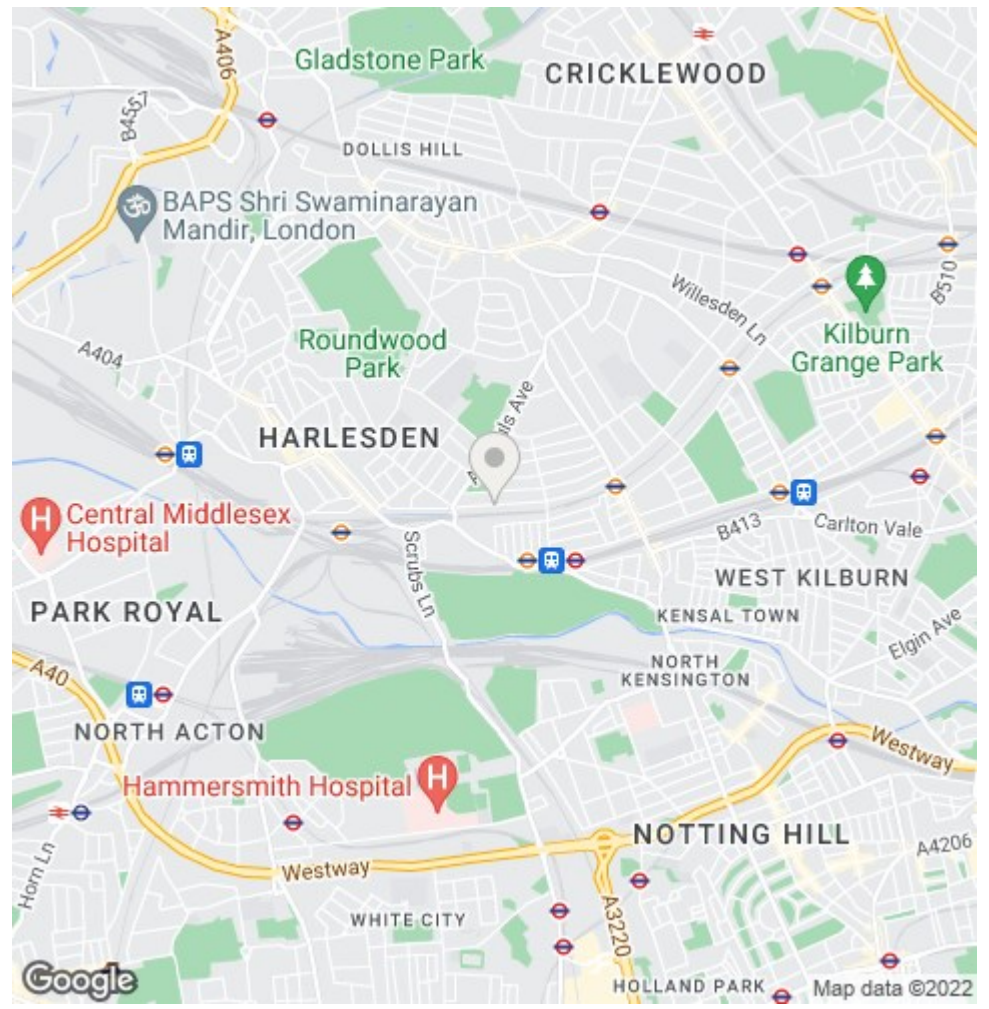 A406
Gladstone Park
CRICKLEWOOD
B4557
DOLLIS HILL
BAPS Shri Swaminarayan
Mandir, London
B510
Willesden Ln
Kilburn
Grange Park
Roundwood
Park
A404
HARLESDEN
Central Middlesex
Hospital
Scrubs Ln
B413
Carlton Vale
WEST KILBURN
PARK ROYAL
KENSAL TOWN
Elgin Ave
NORTH
KENSINGTON
A40
NORTH ACTON
Westway
Hammersmith Hospital
NOTTING HILL
A4206
Horn Ln
Westway
A3220
WHITE CITY
HOLLAND PARK
Google
Map data ©2022